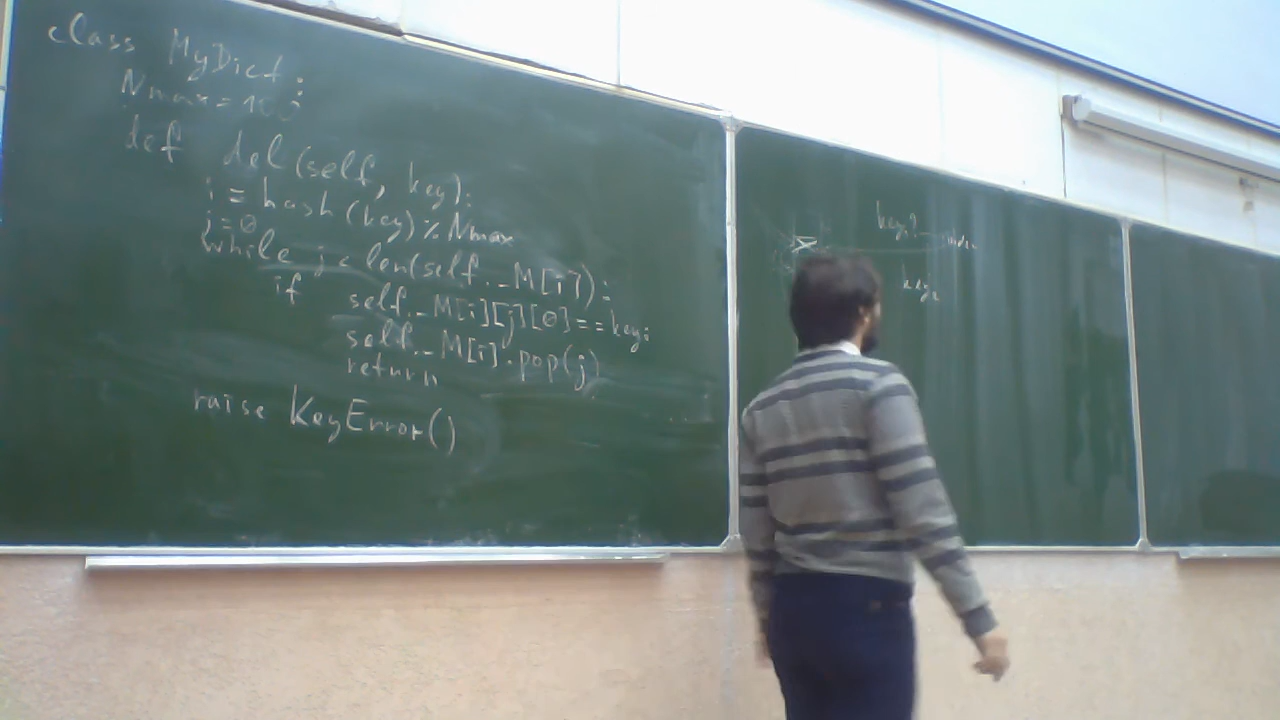 class MyDict:
Nmax = 10;
def del(self, key):
i = hash(key) % Nmax
j = 0
while j < len(self._M[i]):
if self._M[i][j][0] == key:
self._M[i].pop(j)
return
raise KeyError()
key1
key2